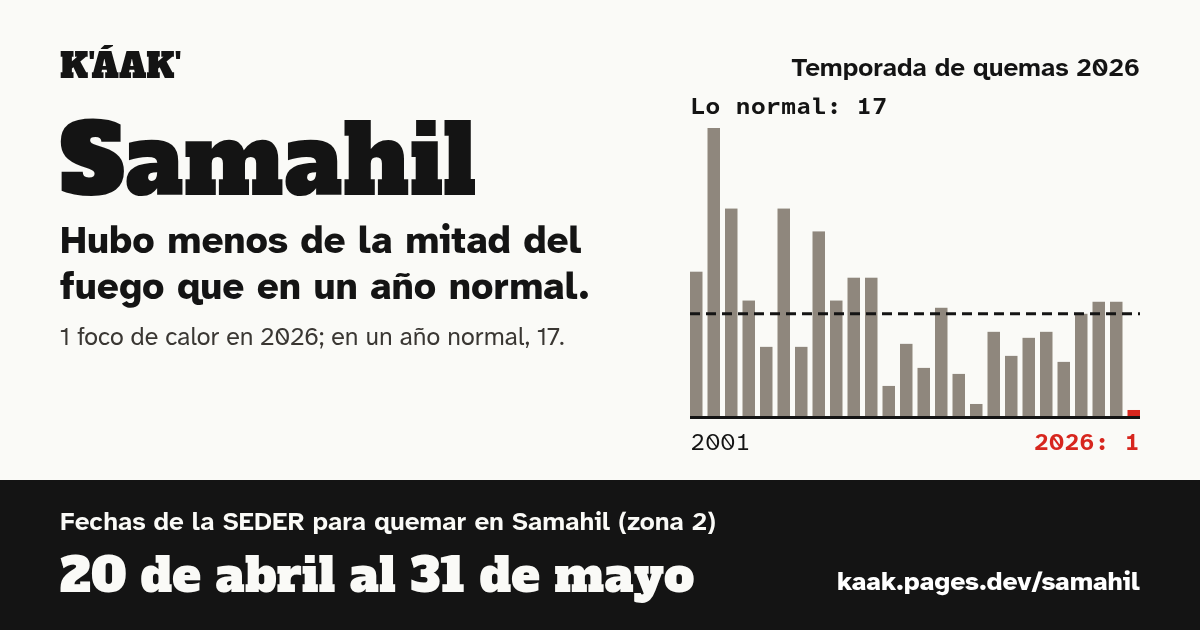 K'ÁAK'
Temporada de quemas 2026
Lo normal: 17
Samahil
Hubo menos de la mitad del
fuego que en un año normal.
1 foco de calor en 2026; en un año normal, 17.
2001
2026: 1
Fechas de la SEDER para quemar en Samahil (zona 2)
20 de abril al 31 de mayo
kaak.pages.dev/samahil